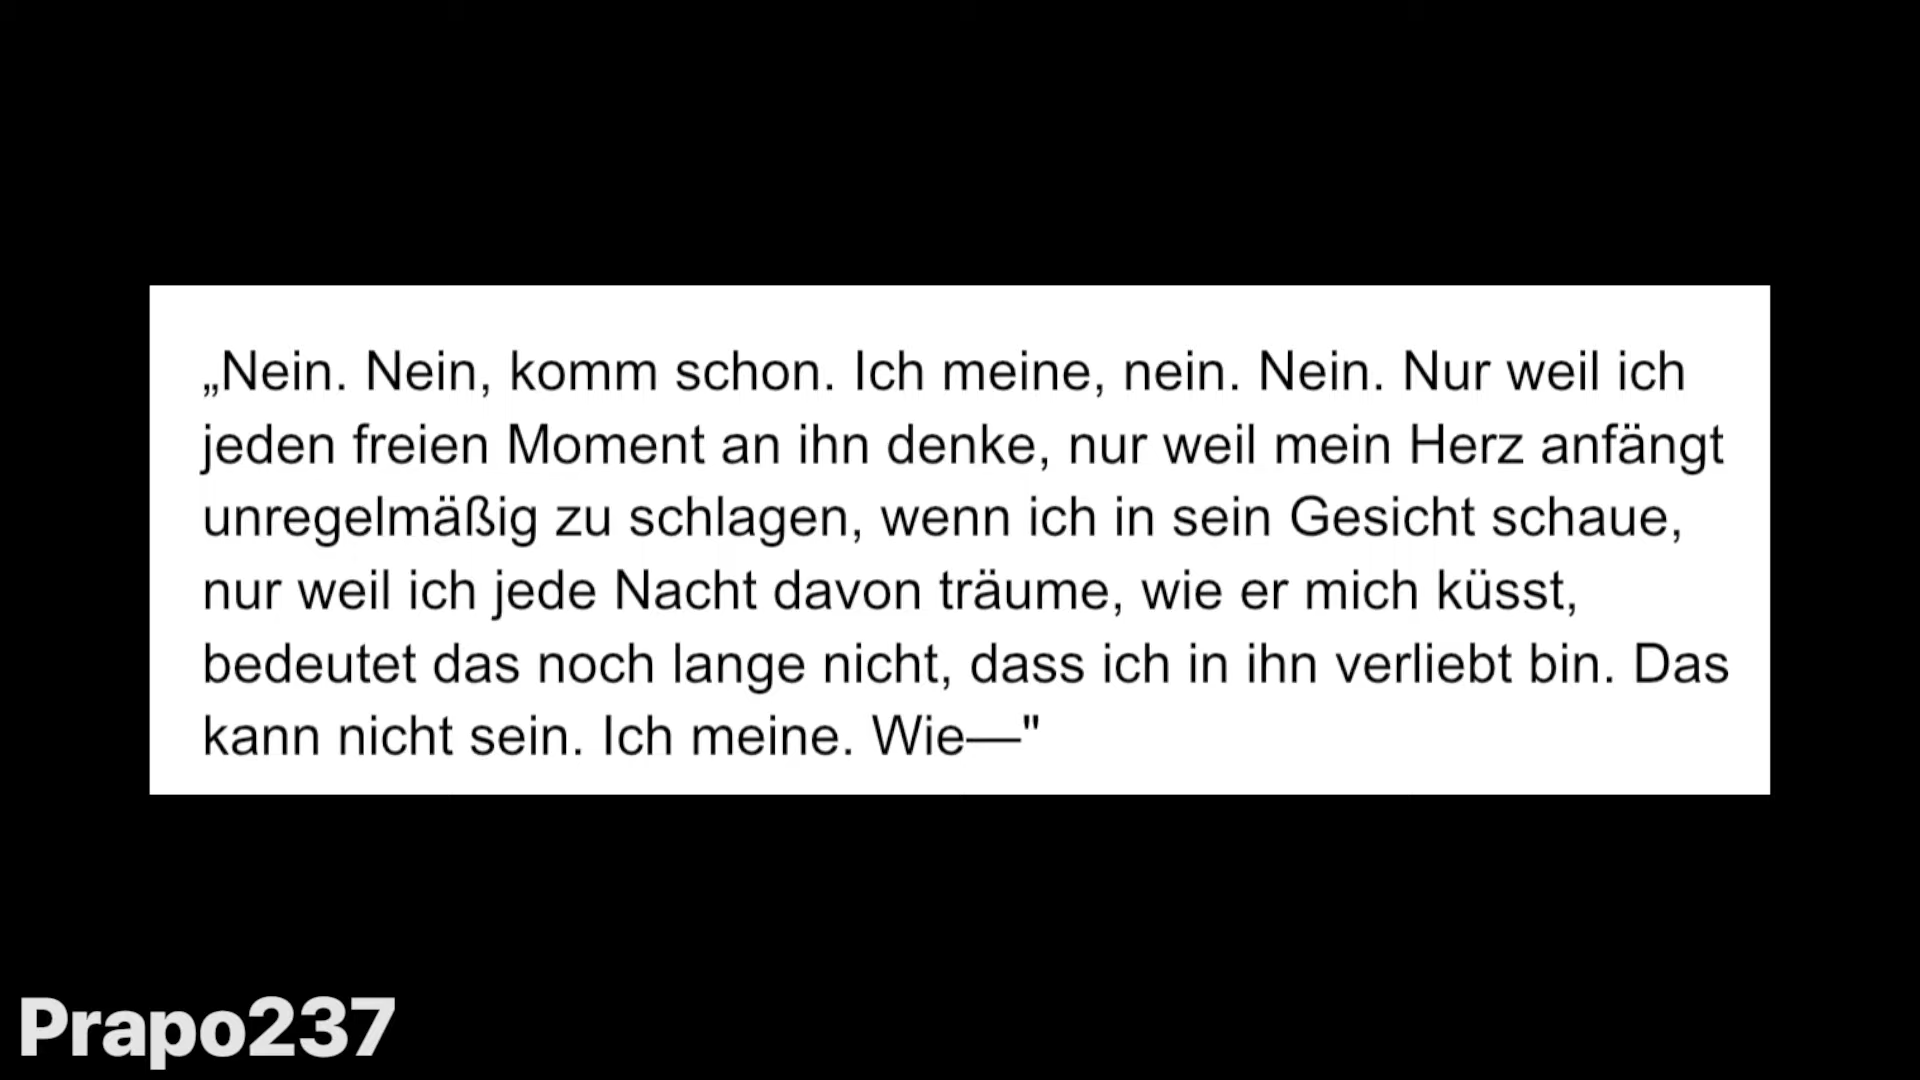 „Nein. Nein, komm schon. Ich meine, nein. Nein. Nur weil ich
jeden freien Moment an ihn denke, nur weil mein Herz anfängt
unregelmäßig zu schlagen, wenn ich in sein Gesicht schaue,
nur weil ich jede Nacht davon träume, wie er mich küsst,
bedeutet das noch lange nicht, dass ich in ihn verliebt bin. Das
kann nicht sein. Ich meine. Wie—"
Prapo237